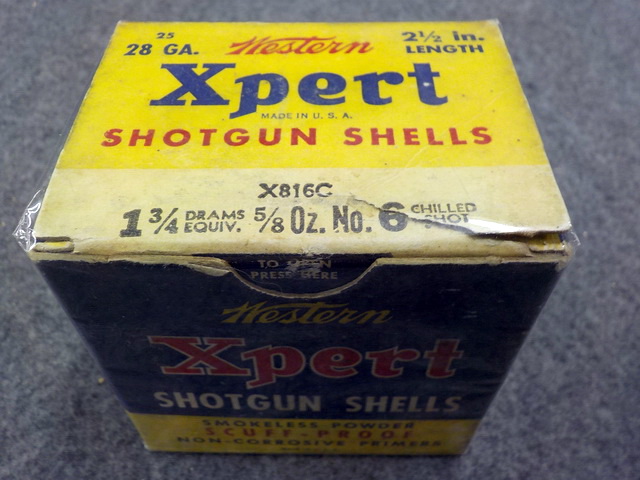 25
28 GA. Western 2½ in. LENGTH
Xpert
MADE IN U.S.A.
SHOTGUN SHELLS
X816C
1¾ DRAMS EQUIV. ⅝ Oz. No. 6 CHILLED SHOT
TO OPEN
PRESS HERE
Western
Xpert
SHOTGUN SHELLS
SMOKELESS POWDER
SCUFF-PROOF
NON-CORROSIVE PRIMERS